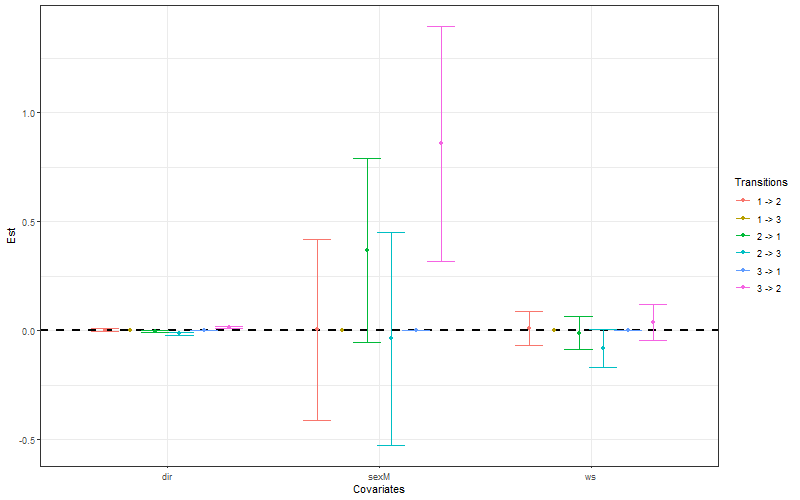 Est
1.0
0.5
0.0
-0.5
dir
sexM
ws
Covariates
Transitions
1 -> 2
1 -> 3
2 -> 1
2 -> 3
3 -> 1
3 -> 2